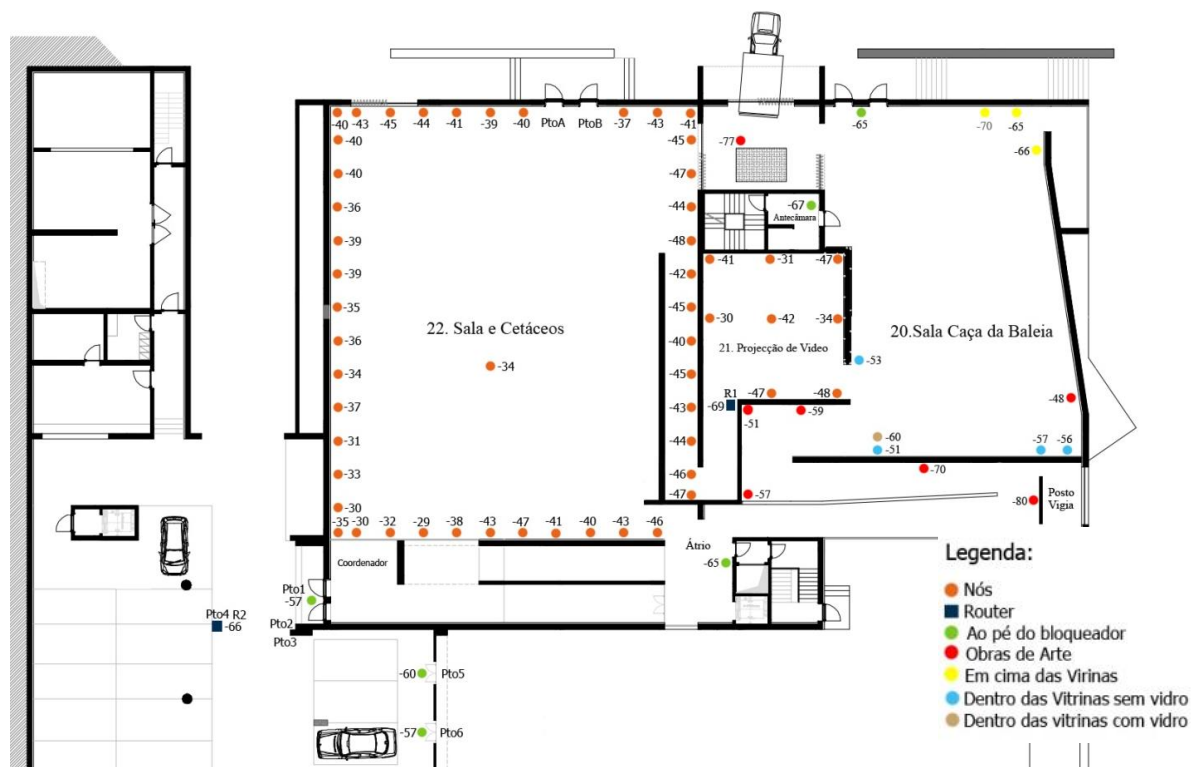 -40 -43 -45 -44 -41 -39 -40 PtoA PtoB -37 -43 -41
-65
-70 -65
-40
-45
-77
-66
-40
-47
-36
-44
-67
Antecâmara
-39
-48
-41 -31 -47
-39
-42
-35
-45
-30 -42 -34
22. Sala e Cetáceos
20.Sala Caça da Baleia
-36
-40
21. Projecção de Video
-53
-34
-34
-45
R1
-48
-47 -48
-37
-43
-69
-51
-59
-31
-44
-60
-51
-57 -56
-33
-46
-70
-30
-47
-57
-80
Posto
Vigia
-35 -30 -32 -29 -38 -43 -47 -41 -40 -43 -46
Átrio
-65
Coordenador
Pto1
-57
Pto2
Pto3
Pto4 R2
-66
-60 Pto5
-57 Pto6
Legenda:
Nós
Router
Ao pé do bloqueador
Obras de Arte
Em cima das Virinas
Dentro das Vitrinas sem vidro
Dentro das vitrinas com vidro